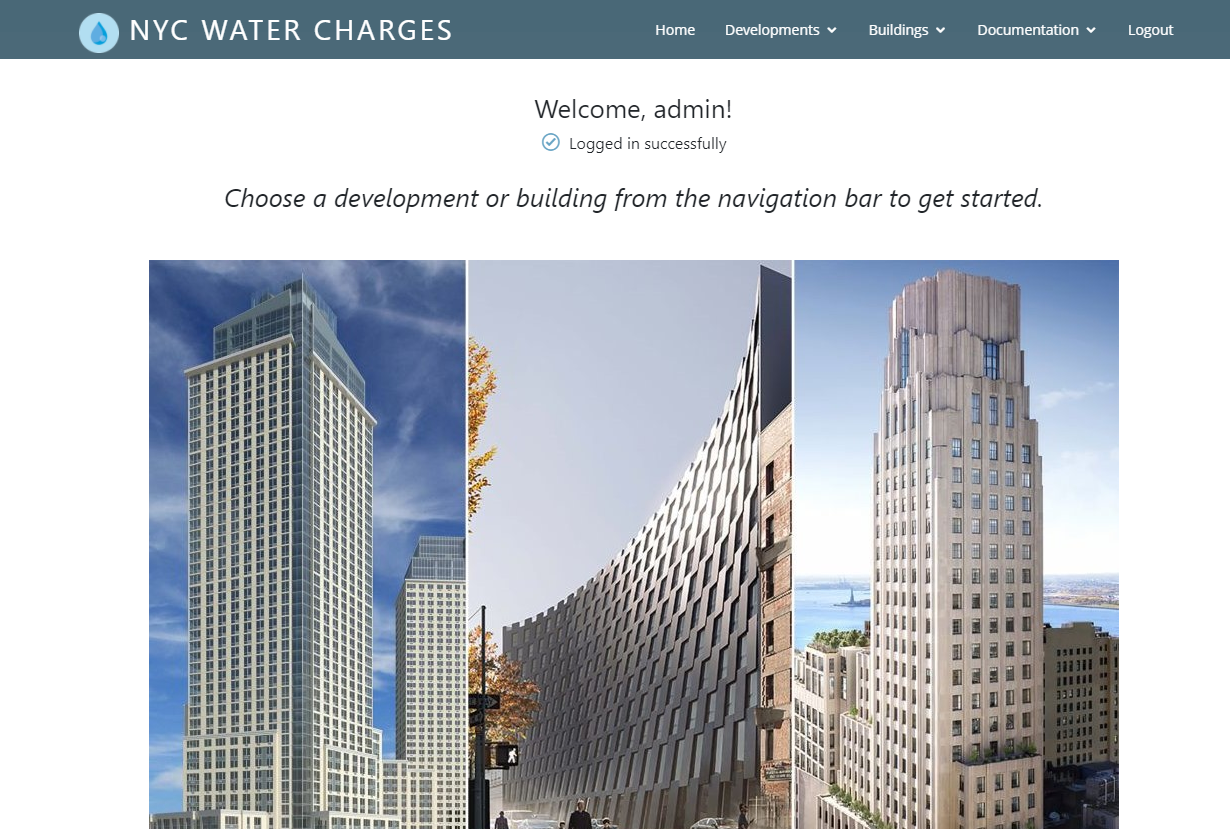 NYC WATER CHARGES
Home Developments Buildings Documentation Logout
Welcome, admin!
Logged in successfully
Choose a development or building from the navigation bar to get started.